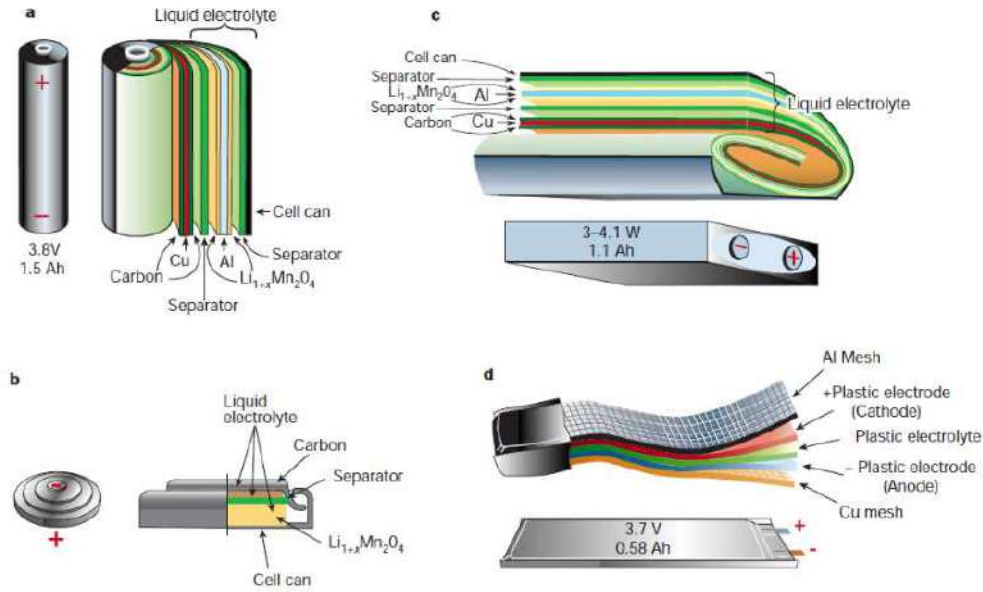 a
Liquid electrolyte
+
−
3.8V
1.5 Ah
Cell can
Separator
Cu
Al
Carbon
Li1+xMn2O4
Separator
c
Cell can
Separator
Li1+xMn2O4
Al
Separator
Carbon
Cu
Liquid electrolyte
3–4.1 W
1.1 Ah
−
+
b
Liquid
electrolyte
Carbon
Separator
Li1+xMn2O4
Cell can
+
d
Al Mesh
+Plastic electrode
(Cathode)
Plastic electrolyte
− Plastic electrode
(Anode)
Cu mesh
3.7 V
0.58 Ah
+
-